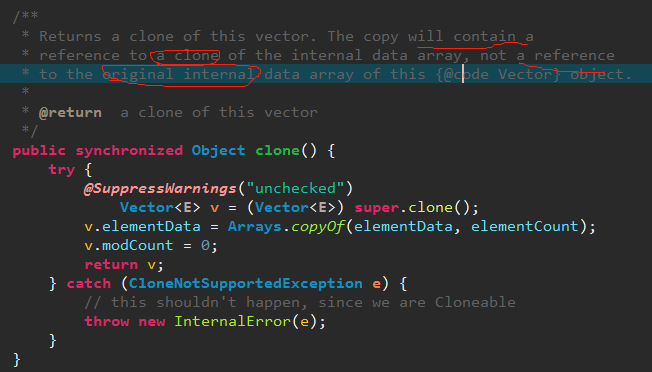 /**
* Returns a clone of this vector. The copy will contain a
* reference to a clone of the internal data array, not a reference
* to the original internal data array of this {@code Vector} object.
*
* @return  a clone of this vector
*/
public synchronized Object clone() {
try {
@SuppressWarnings("unchecked")
Vector<E> v = (Vector<E>) super.clone();
v.elementData = Arrays.copyOf(elementData, elementCount);
v.modCount = 0;
return v;
} catch (CloneNotSupportedException e) {
// this shouldn't happen, since we are Cloneable
throw new InternalError(e);
}
}